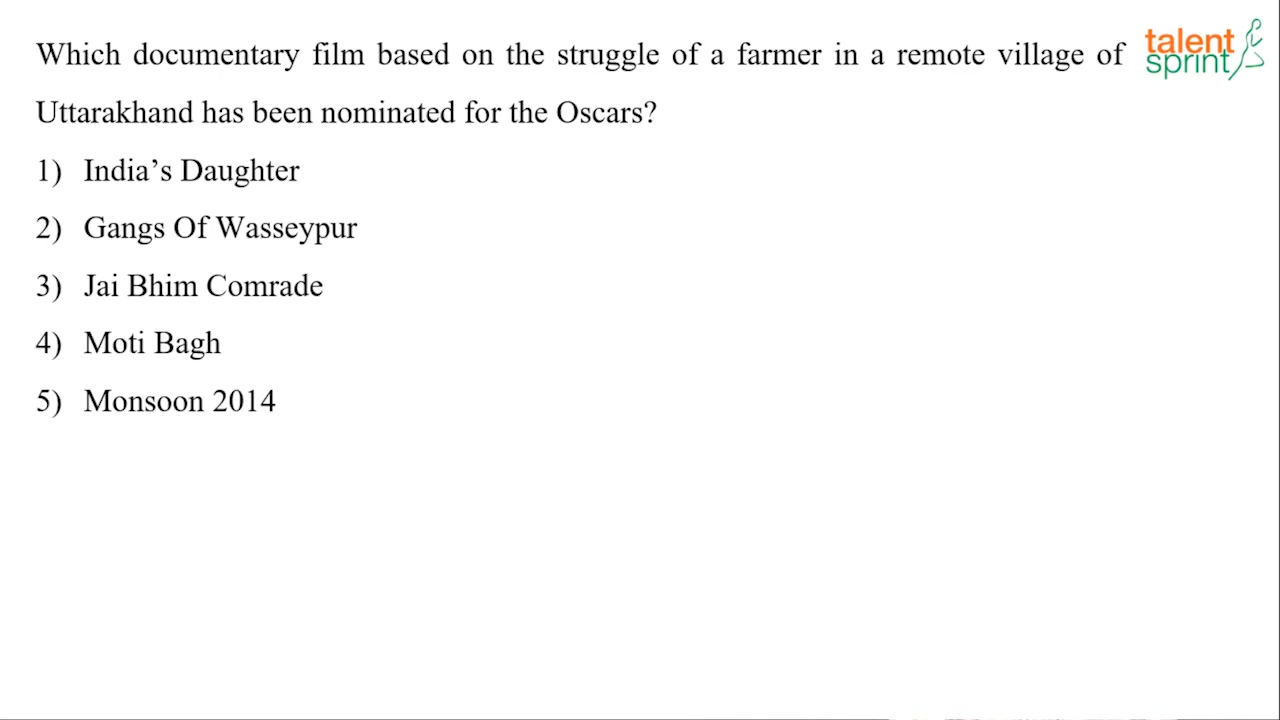 Which documentary film based on the struggle of a farmer in a remote village of
Uttarakhand has been nominated for the Oscars?
1) India’s Daughter
2) Gangs Of Wasseypur
3) Jai Bhim Comrade
4) Moti Bagh
5) Monsoon 2014
talent
sprint